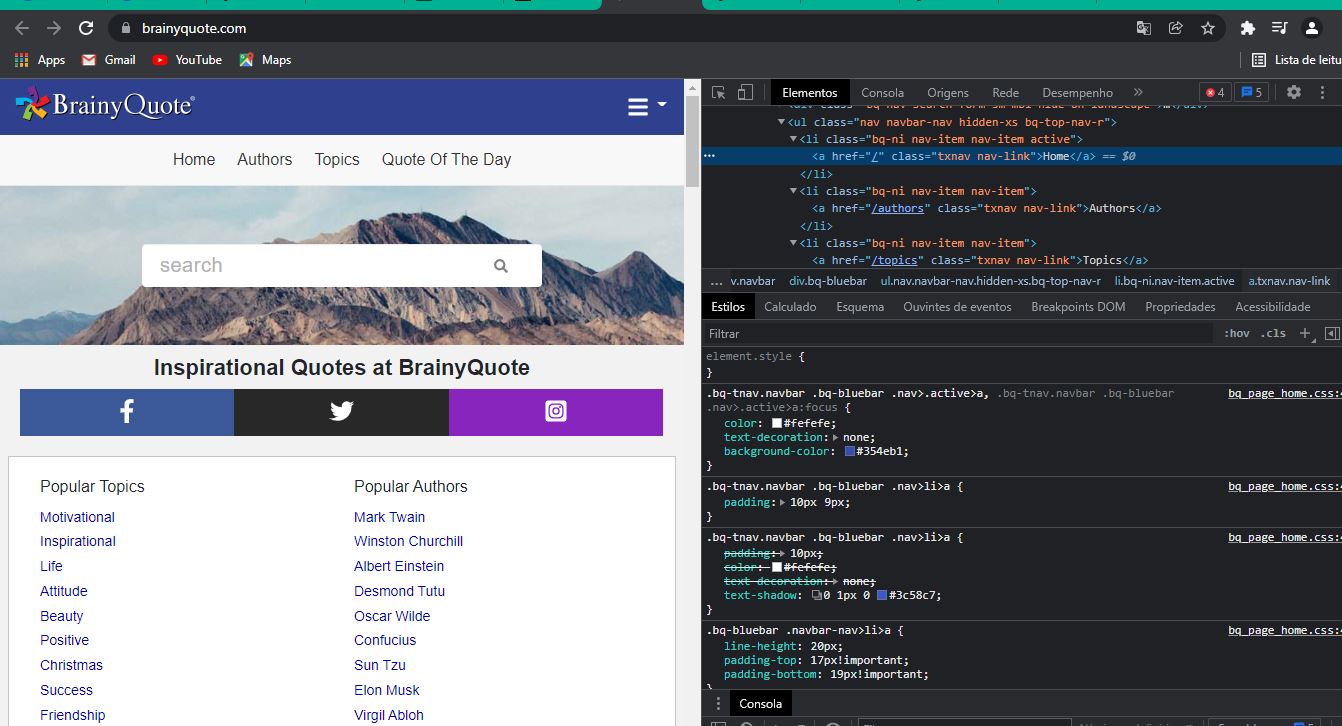 brainyquote.com
Apps Gmail YouTube Maps Lista de leitu
BrainyQuote®
Home Authors Topics Quote Of The Day
search
Inspirational Quotes at BrainyQuote
Popular Topics
Motivational
Inspirational
Life
Attitude
Beauty
Positive
Christmas
Success
Friendship
Popular Authors
Mark Twain
Winston Churchill
Albert Einstein
Desmond Tutu
Oscar Wilde
Confucius
Sun Tzu
Elon Musk
Virgil Abloh
Elementos Consola Origens Rede Desempenho » 4 5
<ul class="nav navbar-nav hidden-xs bq-top-nav-r">
<li class="bq-ni nav-item nav-item active">
<a href="/" class="txnav nav-link">Home</a> == $0
</li>
<li class="bq-ni nav-item nav-item">
<a href="/authors" class="txnav nav-link">Authors</a>
</li>
<li class="bq-ni nav-item nav-item">
<a href="/topics" class="txnav nav-link">Topics</a>
... v.navbar div.bq-bluebar ul.nav.navbar-nav.hidden-xs.bq-top-nav-r li.bq-ni.nav-item.active a.txnav.nav-link
Estilos Calculado Esquema Ouvintes de eventos Breakpoints DOM Propriedades Acessibilidade
Filtrar :hov .cls +
element.style {
}
.bq-tnav.navbar .bq-bluebar .nav>.active>a, .bq-tnav.navbar .bq-bluebar bq_page_home.css:4
.nav>.active>a:focus {
color: #fefefe;
text-decoration: none;
background-color: #354eb1;
}
.bq-tnav.navbar .bq-bluebar .nav>li>a { bq_page_home.css:4
padding: 10px 9px;
}
.bq-tnav.navbar .bq-bluebar .nav>li>a { bq_page_home.css:4
padding: 10px;
color: #fefefe;
text-decoration: none;
text-shadow: 0 1px 0 #3c58c7;
}
.bq-bluebar .navbar-nav>li>a { bq_page_home.css:4
line-height: 20px;
padding-top: 17px!important;
padding-bottom: 19px!important;
}
Consola